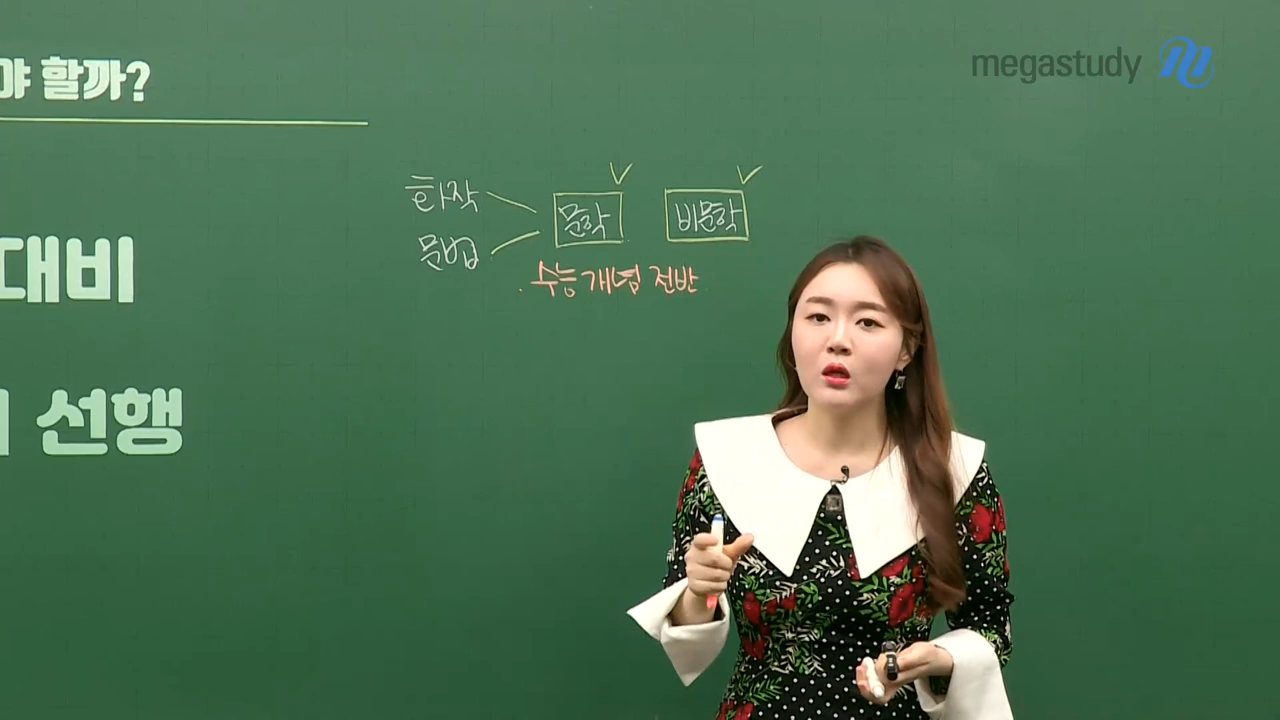 megastudy
야 할까?
화작
문학
비문학
문법
수능 개념 전반
대비
선행